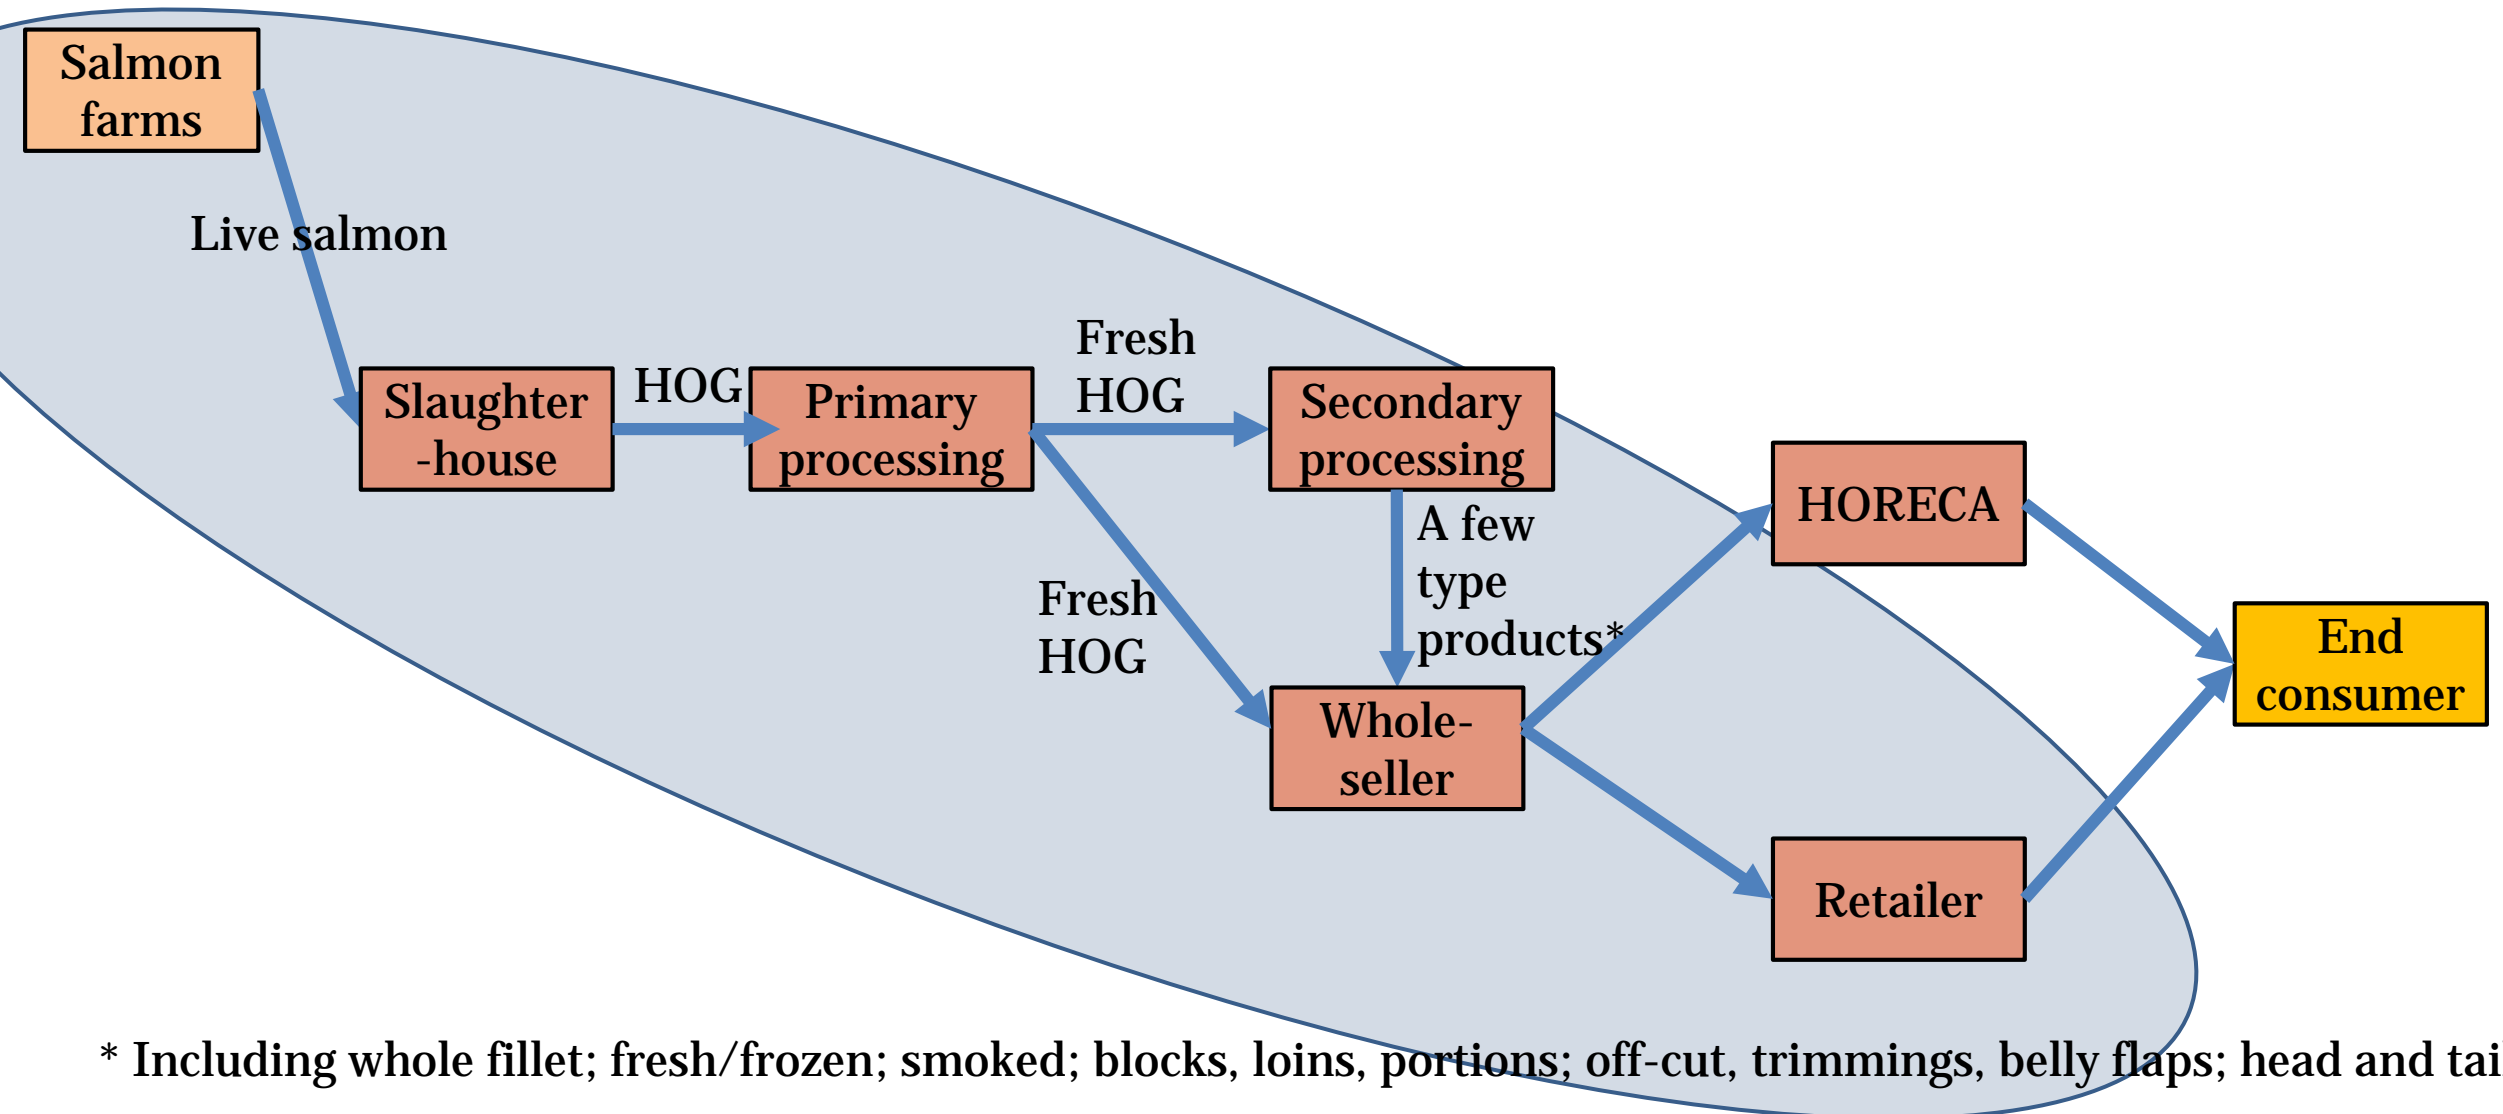 Salmon
farms
Live salmon
Slaughter
-house
HOG
Primary
processing
Fresh
HOG
Secondary
processing
Fresh
HOG
A few
type
products*
Whole-
seller
HORECA
Retailer
End
consumer
* Including whole fillet; fresh/frozen; smoked; blocks, loins, portions; off-cut, trimmings, belly flaps; head and